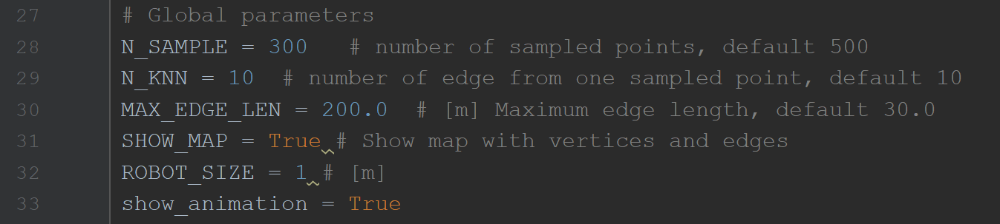 27 # Global parameters
28 N_SAMPLE = 300   # number of sampled points, default 500
29 N_KNN = 10  # number of edge from one sampled point, default 10
30 MAX_EDGE_LEN = 200.0  # [m] Maximum edge length, default 30.0
31 SHOW_MAP = True # Show map with vertices and edges
32 ROBOT_SIZE = 1 # [m]
33 show_animation = True